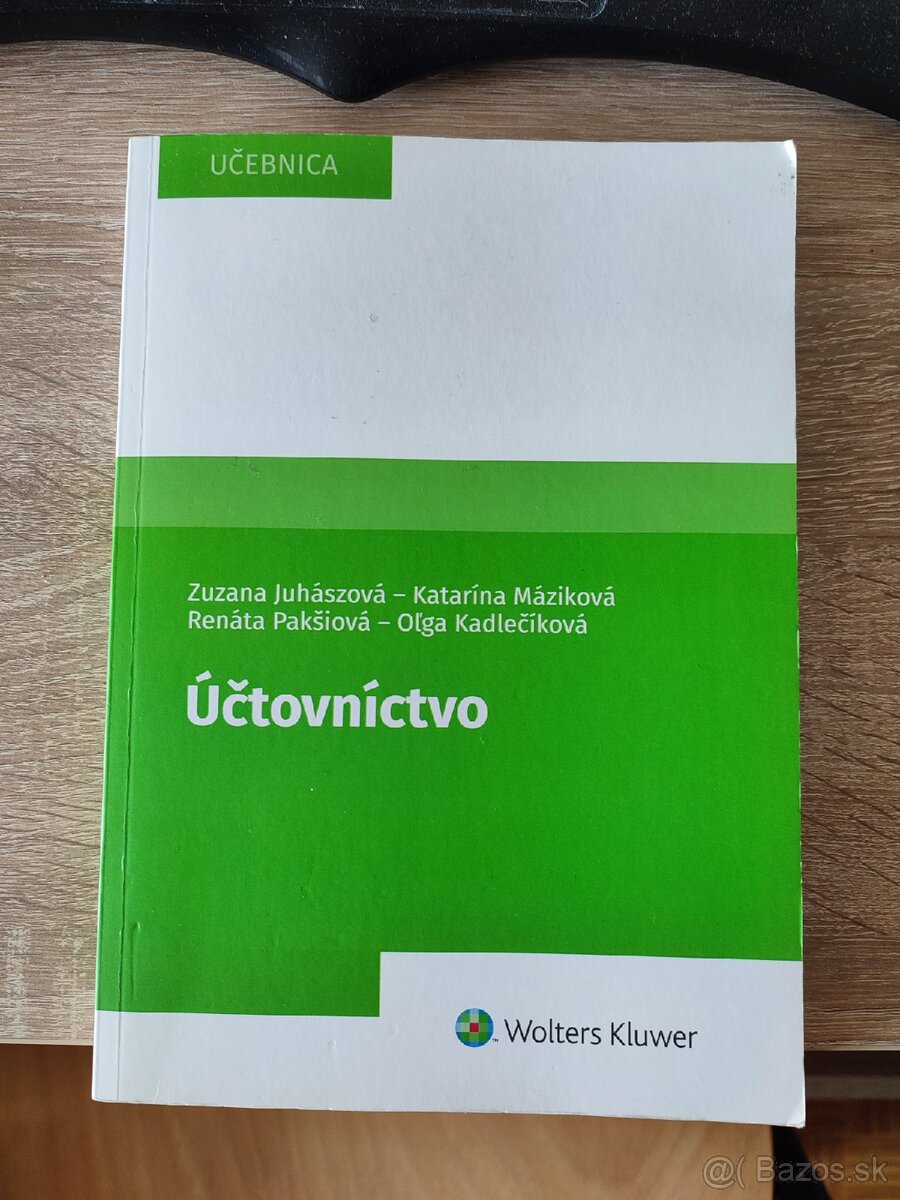 UČEBNICA
Zuzana Juhászová – Katarína Máziková
Renáta Pakšiová – Oľga Kadlečíková
Účtovníctvo
Wolters Kluwer
@( Bazos.sk